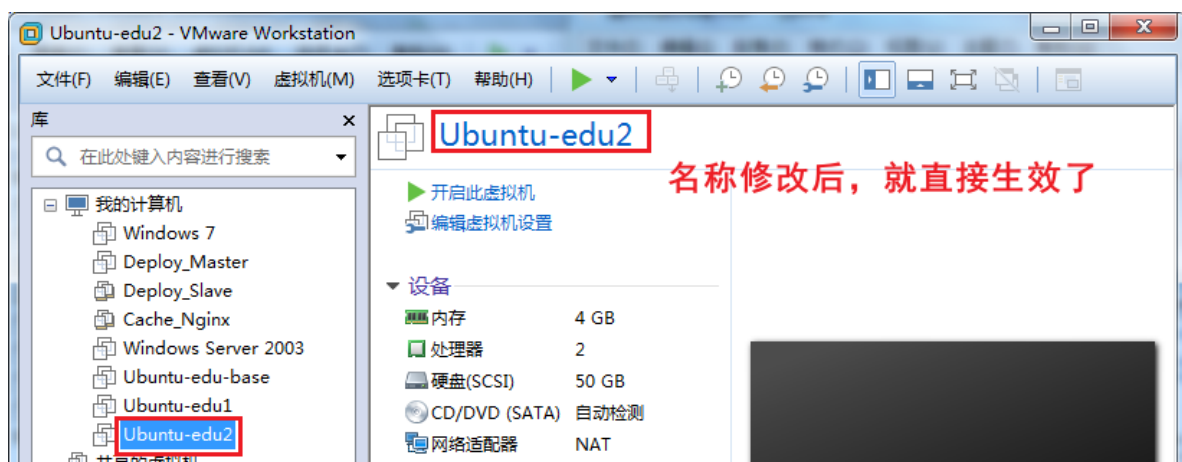 Ubuntu-edu2 - VMware Workstation
文件(F) 编辑(E) 查看(V) 虚拟机(M) 选项卡(T) 帮助(H)
库
在此处键入内容进行搜索
我的计算机
Windows 7
Deploy_Master
Deploy_Slave
Cache_Nginx
Windows Server 2003
Ubuntu-edu-base
Ubuntu-edu1
Ubuntu-edu2
Ubuntu-edu2
名称修改后，就直接生效了
开启此虚拟机
编辑虚拟机设置
设备
内存 4 GB
处理器 2
硬盘(SCSI) 50 GB
CD/DVD (SATA) 自动检测
网络适配器 NAT